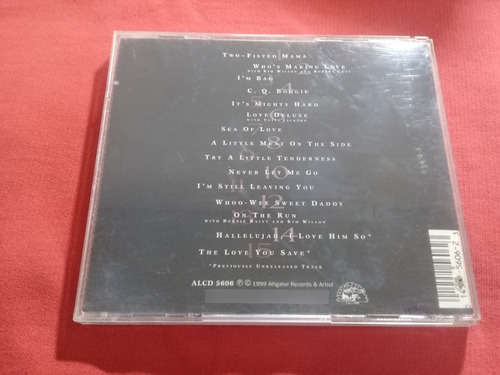 Two-Fisted Mama
Who's Making Love
with Kim Wilson and
I'm Bad
C. Q. Boogie
It's Mighty Hard
Love Deluxe
with Vasti Jackson
Sea of Love
A Little Meat On The Side
Try A Little Tenderness
Never Let Me Go
I'm Still Leaving You
Whoo-Wee Sweet Daddy
On The Run
with Bonnie Raitt and Kim Wilson
Hallelujah, I Love Him So*
The Love You Save*
*Previously Unreleased Track
ALCD 5606 ℗ © 1999 Alligator Records & Artist